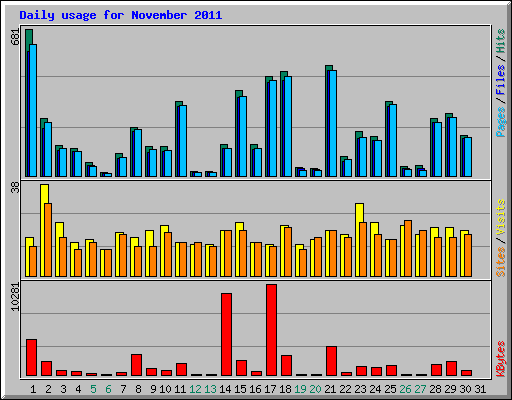 Daily usage for November 2011
681
Pages / Files / Hits
38
Sites / Visits
10281
KBytes
1 2 3 4 5 6 7 8 9 10 11 12 13 14 15 16 17 18 19 20 21 22 23 24 25 26 27 28 29 30 31